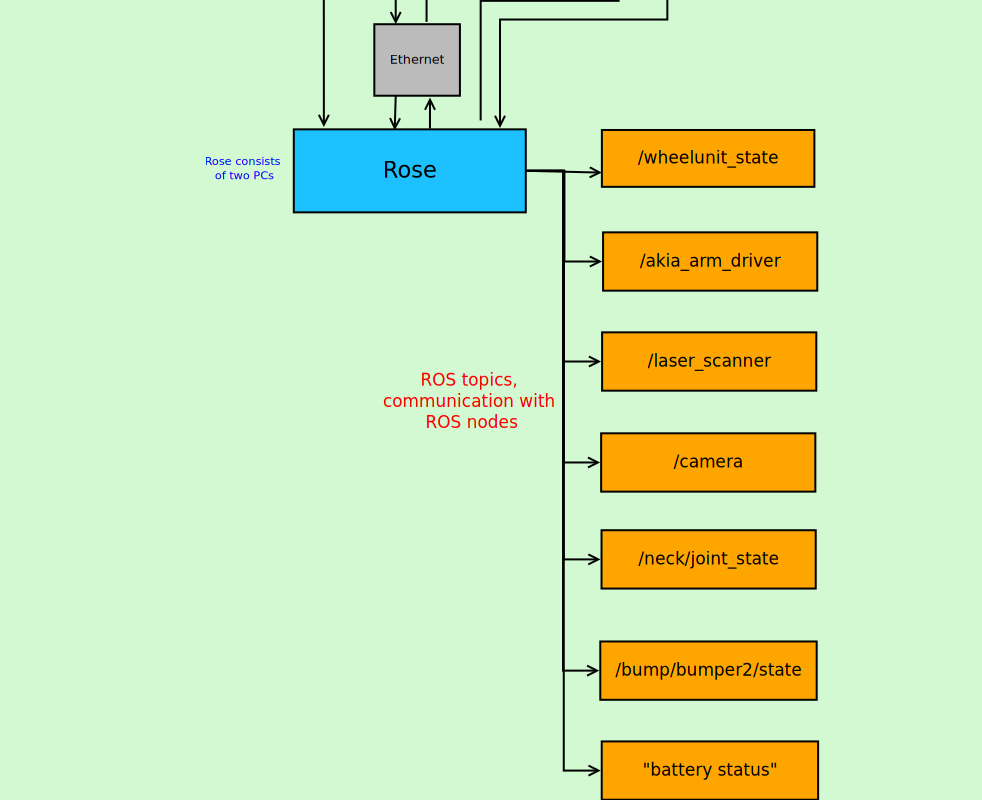 Ethernet
Rose consists
of two PCs
Rose
/wheelunit_state
/akia_arm_driver
/laser_scanner
ROS topics,
communication with
ROS nodes
/camera
/neck/joint_state
/bump/bumper2/state
"battery status"